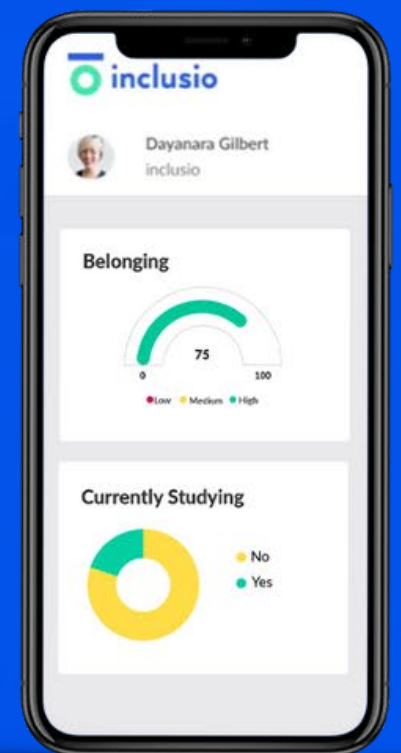 inclusio
Dayanara Gilbert
inclusio
Belonging
75
0 100
Low Medium High
Currently Studying
No
Yes